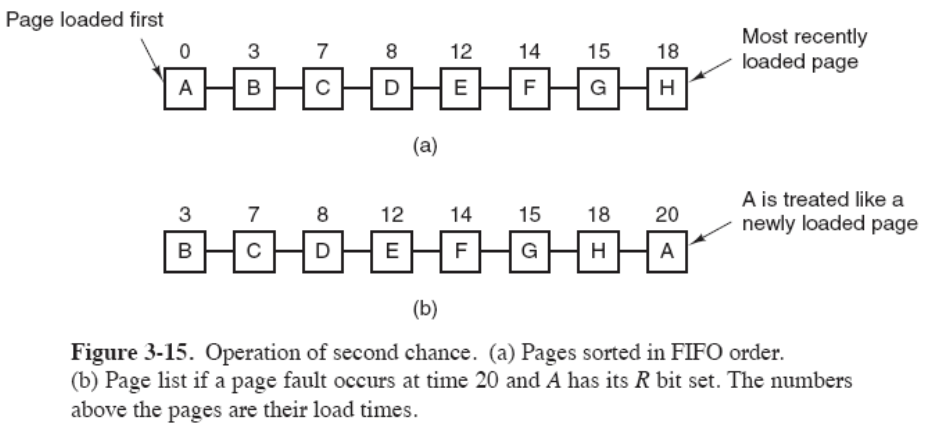 Page loaded first
0 3 7 8 12 14 15 18
Most recently
loaded page
A B C D E F G H
(a)
3 7 8 12 14 15 18 20
A is treated like a
newly loaded page
B C D E F G H A
(b)
Figure 3-15. Operation of second chance. (a) Pages sorted in FIFO order.
(b) Page list if a page fault occurs at time 20 and A has its R bit set. The numbers
above the pages are their load times.